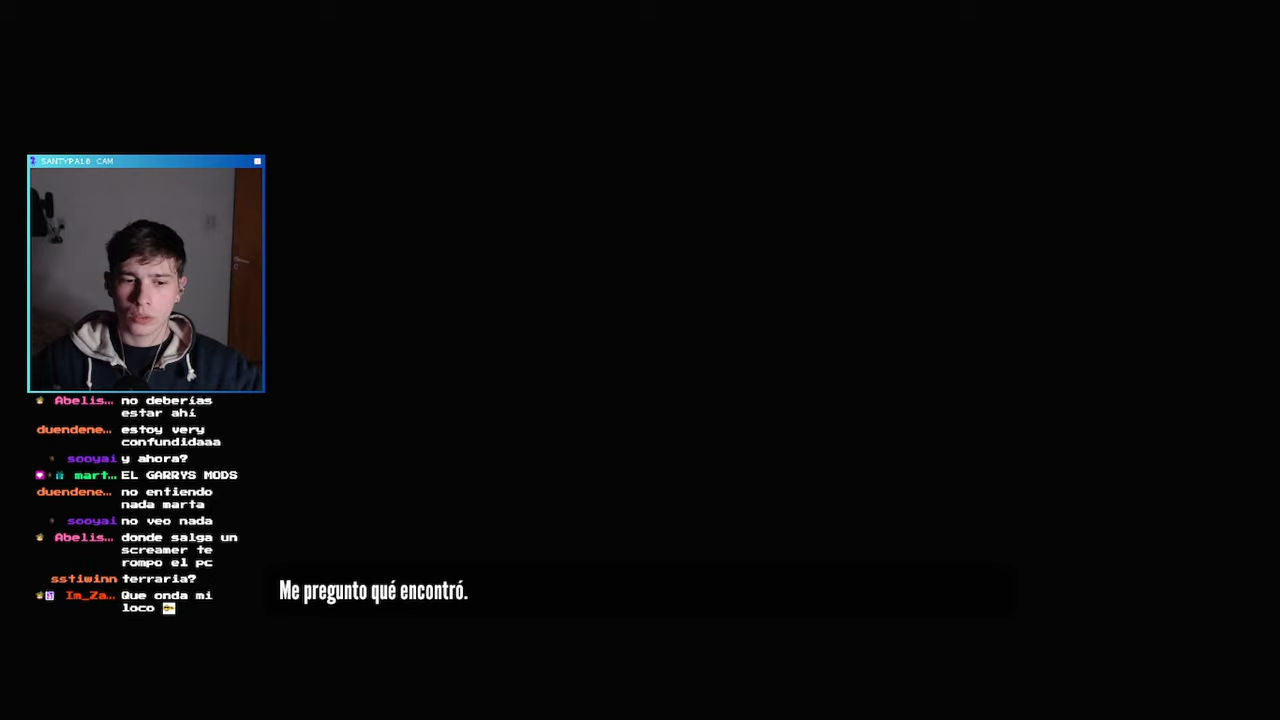 SANTYPA10 CAM
Abelis… no deberías
estar ahí
duendene… estoy very
confundidaaa
sooyai y ahora?
mart… EL GARRYS MODS
duendene… no entiendo
nada marta
sooyai no veo nada
Abelis… donde salga un
screamer te
rompo el pc
sstiwinn terraria?
Im_Za… Que onda mi
loco
Me pregunto qué encontró.